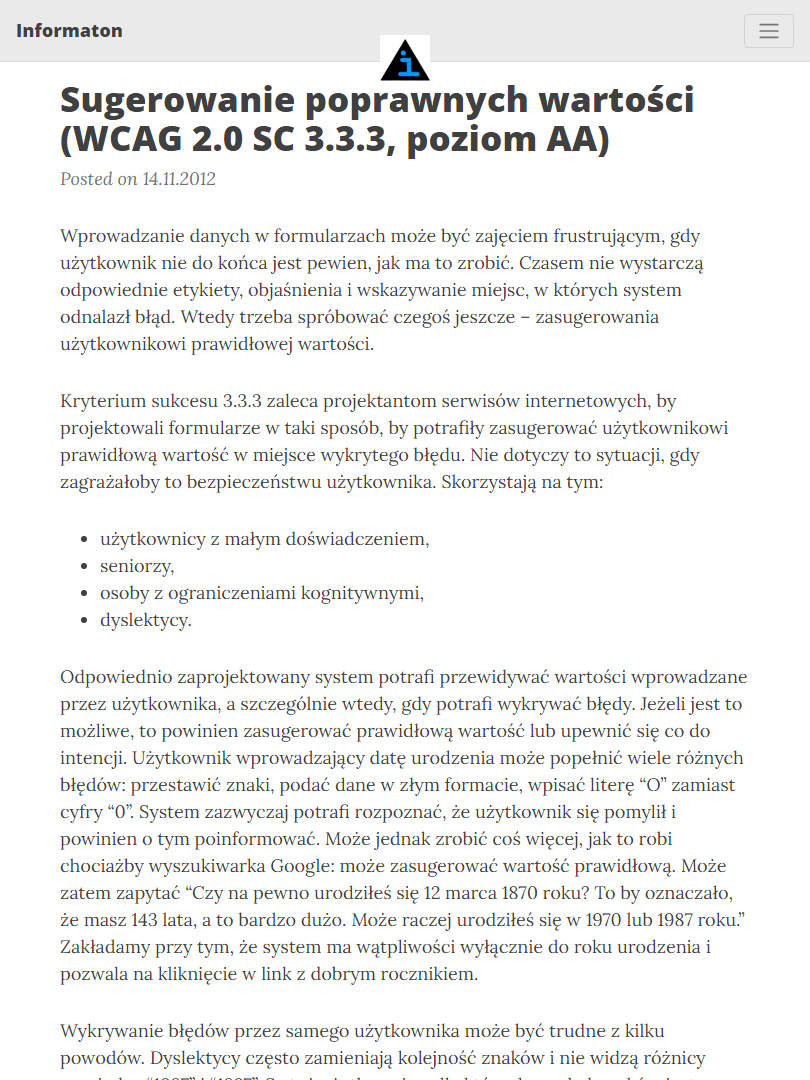 Informaton
Sugerowanie poprawnych wartości
(WCAG 2.0 SC 3.3.3, poziom AA)
Posted on 14.11.2012
Wprowadzanie danych w formularzach może być zajęciem frustrującym, gdy
użytkownik nie do końca jest pewien, jak ma to zrobić. Czasem nie wystarczą
odpowiednie etykiety, objaśnienia i wskazywanie miejsc, w których system
odnalazł błąd. Wtedy trzeba spróbować czegoś jeszcze – zasugerowania
użytkownikowi prawidłowej wartości.
Kryterium sukcesu 3.3.3 zaleca projektantom serwisów internetowych, by
projektowali formularze w taki sposób, by potrafiły zasugerować użytkownikowi
prawidłową wartość w miejsce wykrytego błędu. Nie dotyczy to sytuacji, gdy
zagrażałoby to bezpieczeństwu użytkownika. Skorzystają na tym:
użytkownicy z małym doświadczeniem,
seniorzy,
osoby z ograniczeniami kognitywnymi,
dyslektycy.
Odpowiednio zaprojektowany system potrafi przewidywać wartości wprowadzane
przez użytkownika, a szczególnie wtedy, gdy potrafi wykrywać błędy. Jeżeli jest to
możliwe, to powinien zasugerować prawidłową wartość lub upewnić się co do
intencji. Użytkownik wprowadzający datę urodzenia może popełnić wiele różnych
błędów: przestawić znaki, podać dane w złym formacie, wpisać literę “O” zamiast
cyfry “0”. System zazwyczaj potrafi rozpoznać, że użytkownik się pomylił i
powinien o tym poinformować. Może jednak zrobić coś więcej, jak to robi
chociażby wyszukiwarka Google: może zasugerować wartość prawidłową. Może
zatem zapytać “Czy na pewno urodziłeś się 12 marca 1870 roku? To by oznaczało,
że masz 143 lata, a to bardzo dużo. Może raczej urodziłeś się w 1970 lub 1987 roku.”
Zakładamy przy tym, że system ma wątpliwości wyłącznie do roku urodzenia i
pozwala na kliknięcie w link z dobrym rocznikiem.
Wykrywanie błędów przez samego użytkownika może być trudne z kilku
powodów. Dyslektycy często zamieniają kolejność znaków i nie widzą różnicy